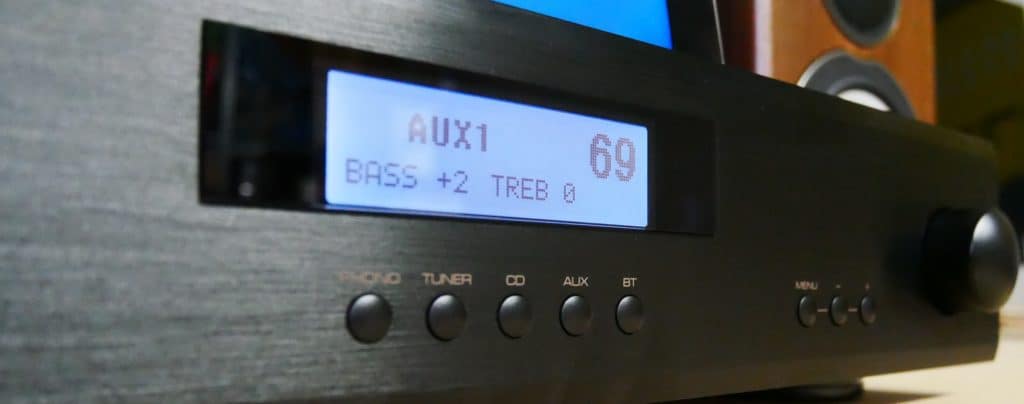 AUX1 69
BASS +2 TREB 0
PHONO TUNER CD AUX BT
MENU - +